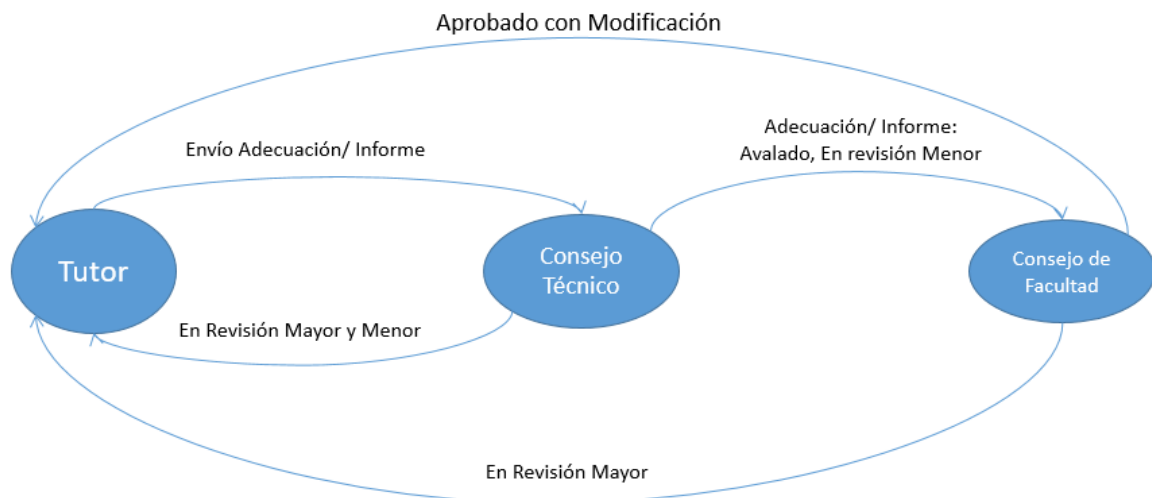 Aprobado con Modificación
Envío Adecuación/ Informe
Adecuación/ Informe:
Avalado, En revisión Menor
Tutor
Consejo
Técnico
Consejo de
Facultad
En Revisión Mayor y Menor
En Revisión Mayor